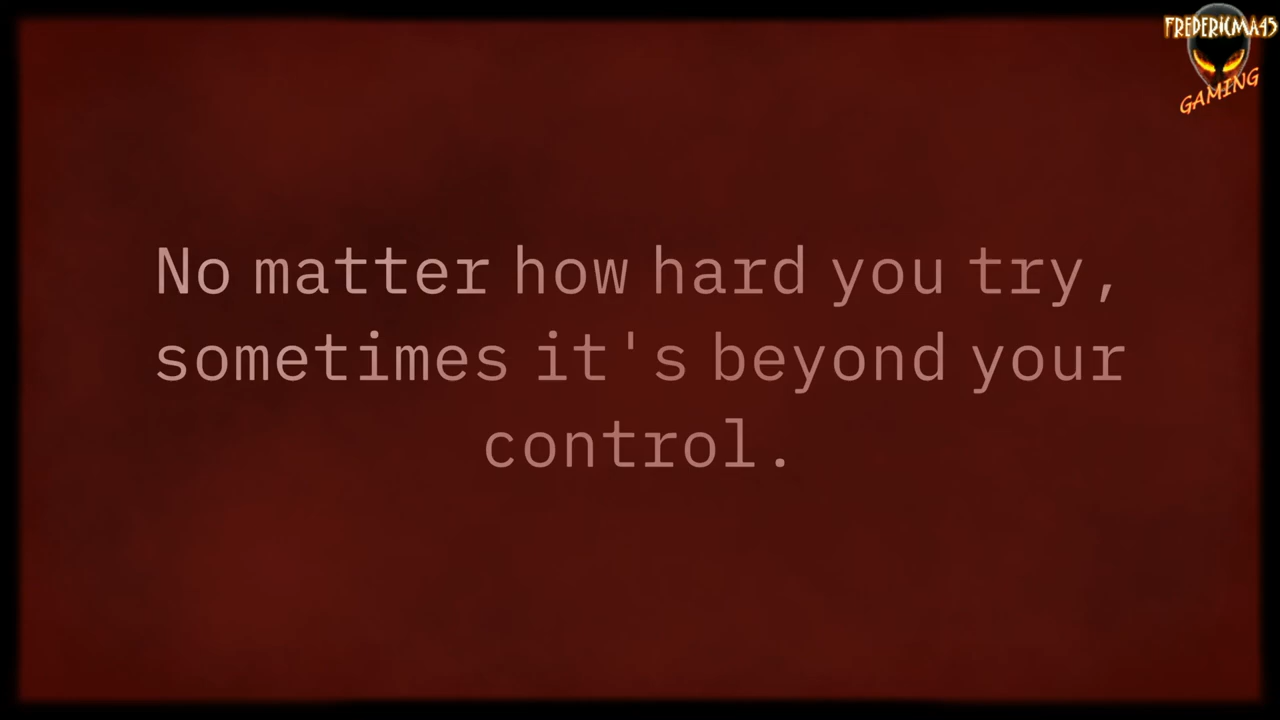 FREDERICMA45
GAMING
No matter how hard you try,
sometimes it's beyond your
control.